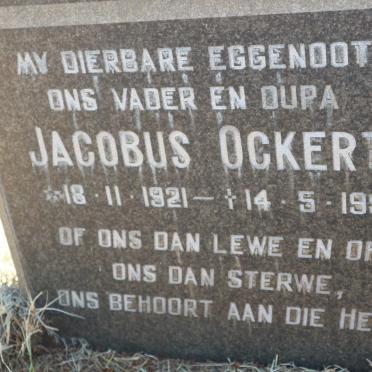 MY DIERBARE EGGENOOT
ONS VADER EN OUPA
JACOBUS OCKERT
*18·11·1921—†14·5·19
OF ONS DAN LEWE EN OF
ONS DAN STERWE,
ONS BEHOORT AAN DIE HE